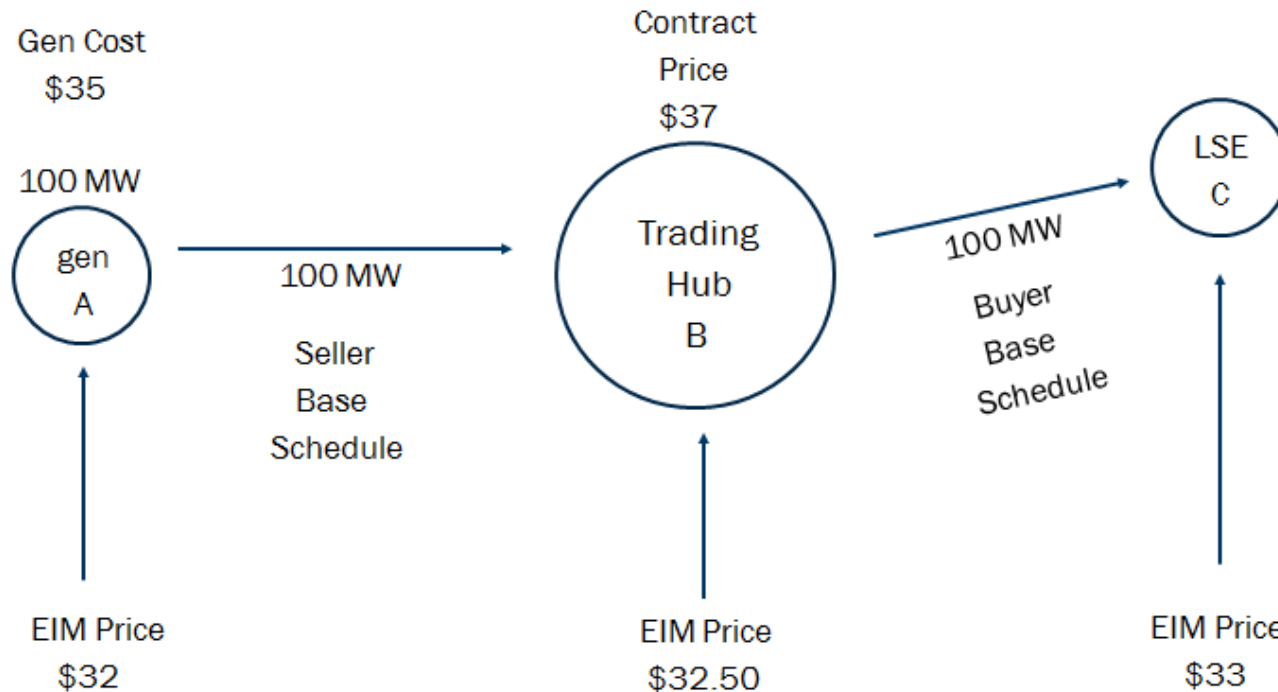 Gen Cost
$35
100 MW
gen
A
100 MW
Seller
Base
Schedule
EIM Price
$32
Contract
Price
$37
Trading
Hub
B
EIM Price
$32.50
100 MW
Buyer
Base
Schedule
LSE
C
EIM Price
$33